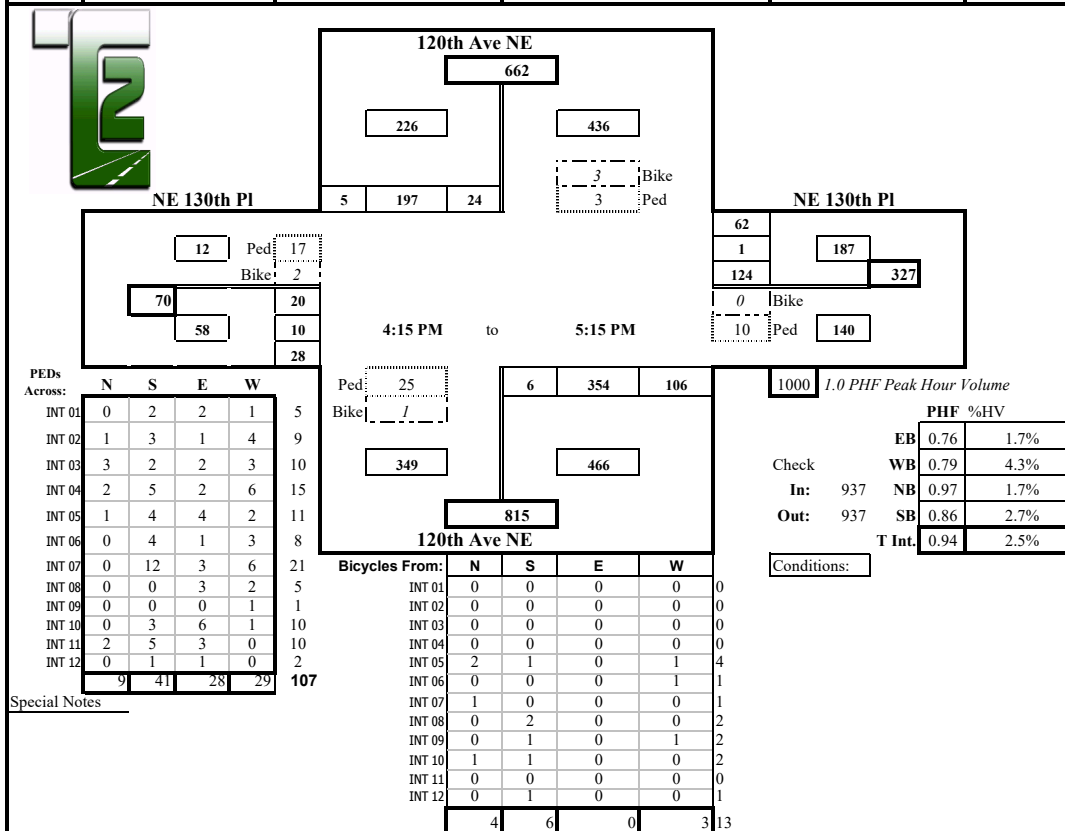 T2
120th Ave NE
662
226 436
3 Bike
3 Ped
NE 130th Pl
5 197 24
NE 130th Pl
12 Ped 17
Bike 2
70 20
58 10
28
62
1 187
124 327
0 Bike
10 Ped 140
4:15 PM to 5:15 PM
Ped 25
Bike 1
6 354 106
349 466
815
120th Ave NE
1000 1.0 PHF Peak Hour Volume
PHF %HV
EB 0.76 1.7%
Check WB 0.79 4.3%
In: 937 NB 0.97 1.7%
Out: 937 SB 0.86 2.7%
T Int. 0.94 2.5%
Conditions:
PEDs
Across: N S E W
INT 01 0 2 2 1 5
INT 02 1 3 1 4 9
INT 03 3 2 2 3 10
INT 04 2 5 2 6 15
INT 05 1 4 4 2 11
INT 06 0 4 1 3 8
INT 07 0 12 3 6 21
INT 08 0 0 3 2 5
INT 09 0 0 0 1 1
INT 10 0 3 6 1 10
INT 11 2 5 3 0 10
INT 12 0 1 1 0 2
9 41 28 29 107
Special Notes
Bicycles From: N S E W
INT 01 0 0 0 0 0
INT 02 0 0 0 0 0
INT 03 0 0 0 0 0
INT 04 0 0 0 0 0
INT 05 2 1 0 1 4
INT 06 0 0 0 1 1
INT 07 1 0 0 0 1
INT 08 0 2 0 0 2
INT 09 0 1 0 1 2
INT 10 1 1 0 0 2
INT 11 0 0 0 0 0
INT 12 0 1 0 0 1
4 6 0 3 13